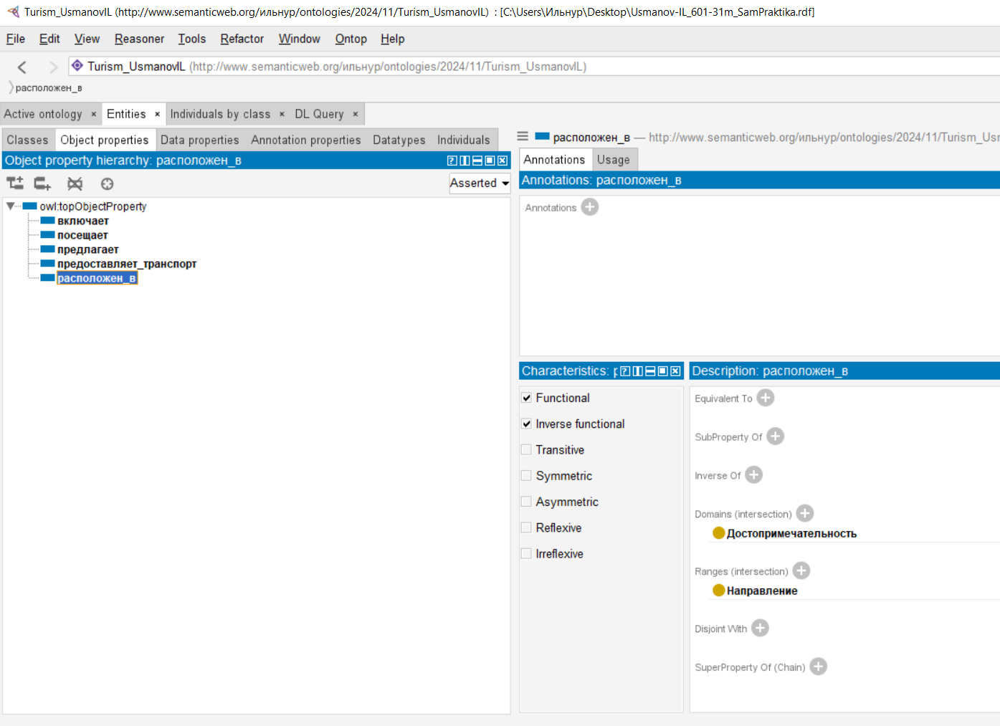 Turism_UsmanovIL (http://www.semanticweb.org/ильнур/ontologies/2024/11/Turism_UsmanovIL) : [C:\Users\Ильнур\Desktop\Usmanov-IL_601-31m_SamPraktika.rdf]
File Edit View Reasoner Tools Refactor Window Ontop Help
Turism_UsmanovIL (http://www.semanticweb.org/ильнур/ontologies/2024/11/Turism_UsmanovIL)
расположен_в
Active ontology × Entities × Individuals by class × DL Query ×
Classes Object properties Data properties Annotation properties Datatypes Individuals
Object property hierarchy: расположен_в
Asserted
owl:topObjectProperty
включает
посещает
предлагает
предоставляет_транспорт
расположен_в
расположен_в — http://www.semanticweb.org/ильнур/ontologies/2024/11/Turism_Usr
Annotations Usage
Annotations: расположен_в
Annotations
Characteristics: р
Functional
Inverse functional
Transitive
Symmetric
Asymmetric
Reflexive
Irreflexive
Description: расположен_в
Equivalent To
SubProperty Of
Inverse Of
Domains (intersection)
Достопримечательность
Ranges (intersection)
Направление
Disjoint With
SuperProperty Of (Chain)